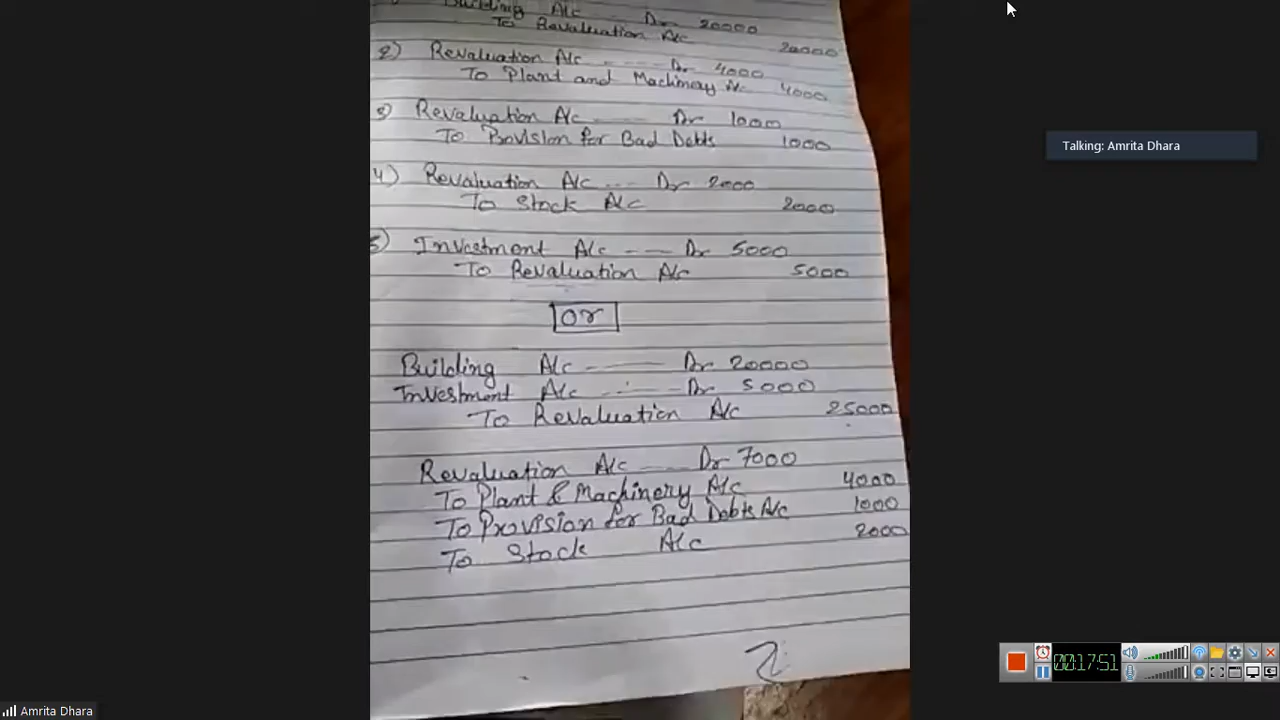 Building A/c ---- Dr 20000
To Revaluation A/c 20000
2) Revaluation A/c ---- Dr 4000
To Plant and Machinery A/c 4000
3) Revaluation A/c ---- Dr 1000
To Provision for Bad Debts 1000
4) Revaluation A/c ---- Dr 2000
To Stock A/c 2000
5) Investment A/c ---- Dr 5000
To Revaluation A/c 5000
Or
Building A/c ---- Dr 20000
Investment A/c ---- Dr 5000
To Revaluation A/c 25000
Revaluation A/c ---- Dr 7000
To Plant & Machinery A/c 4000
To Provision for Bad Debts A/c 1000
To Stock A/c 2000
Talking: Amrita Dhara
00:17:51
Amrita Dhara